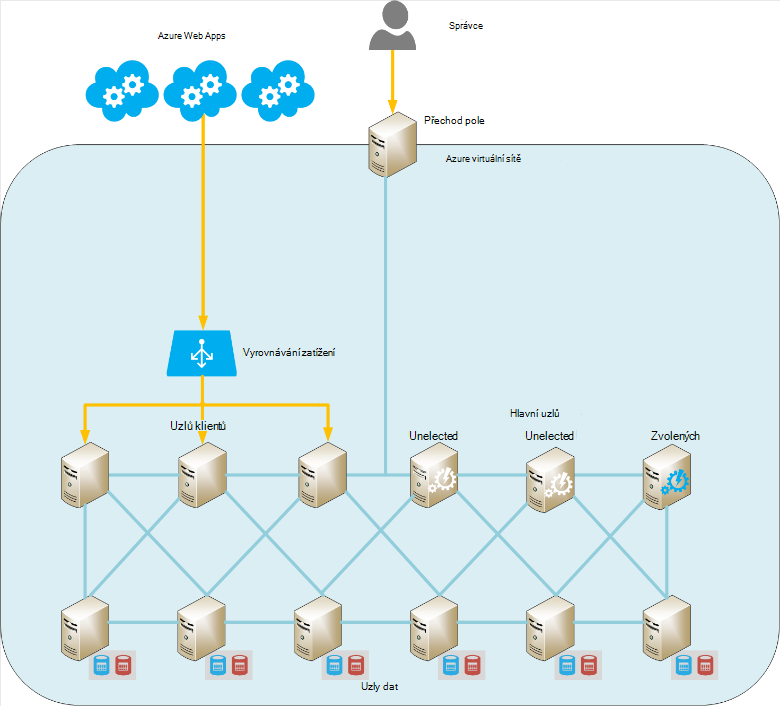 Azure Web Apps
Správce
Přechod pole
Azure virtuální sítě
Vyrovnávání zatížení
Uzlů klientů
Hlavní uzlů
Unelected
Unelected
Zvolených
Uzly dat